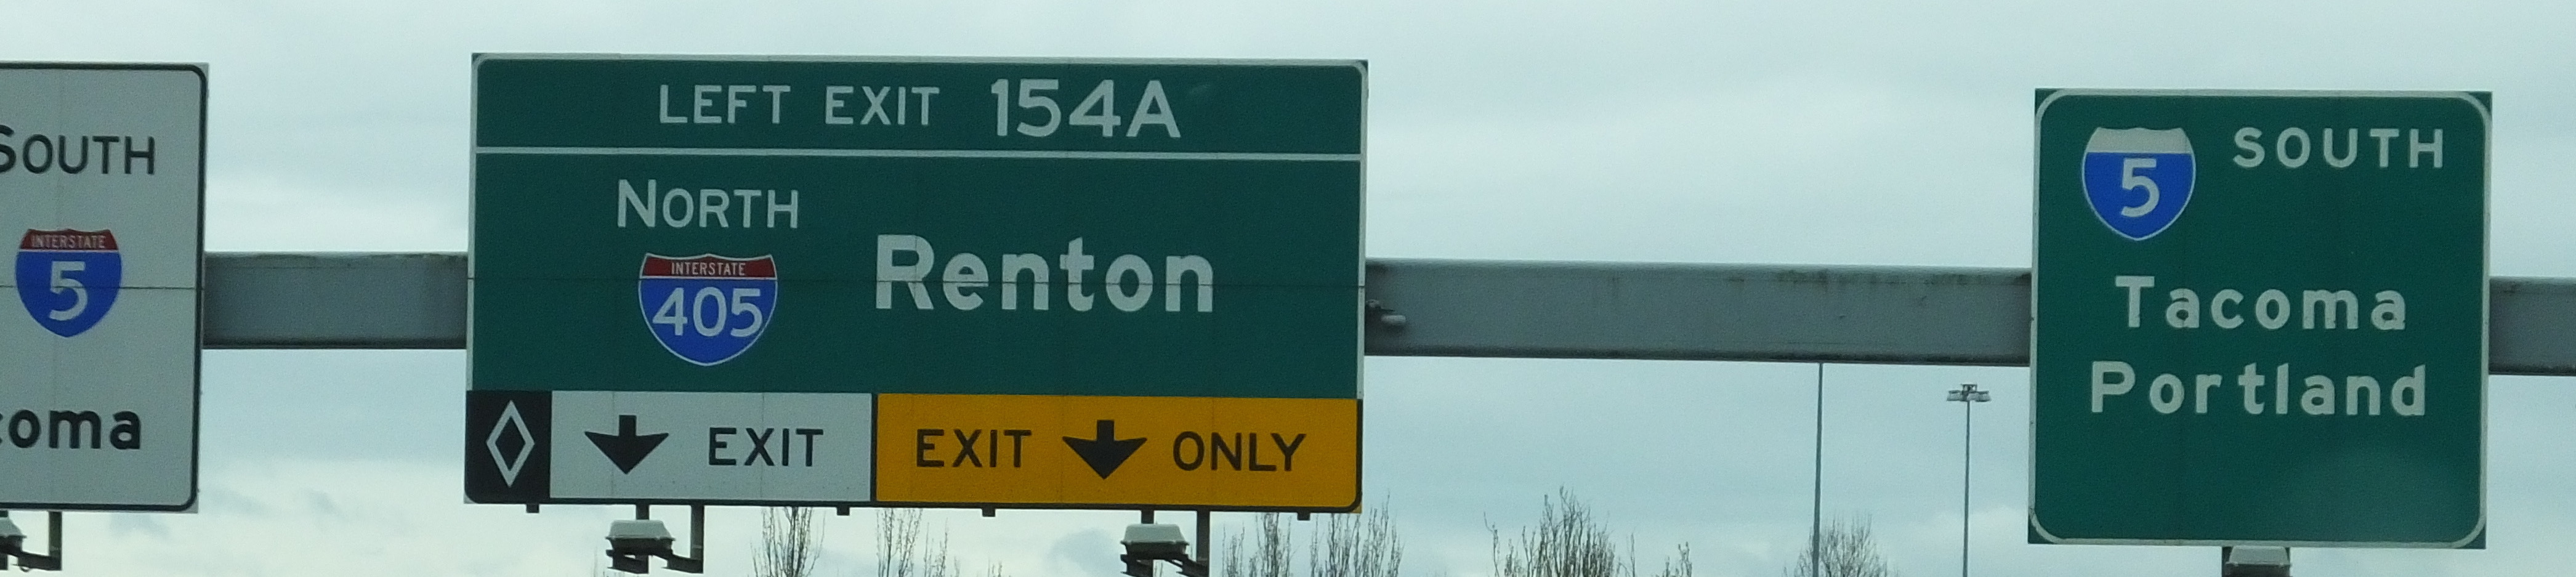 SOUTH
INTERSTATE
5
coma
LEFT EXIT 154A
NORTH
INTERSTATE
405
Renton
EXIT
EXIT ONLY
5 SOUTH
Tacoma
Portland